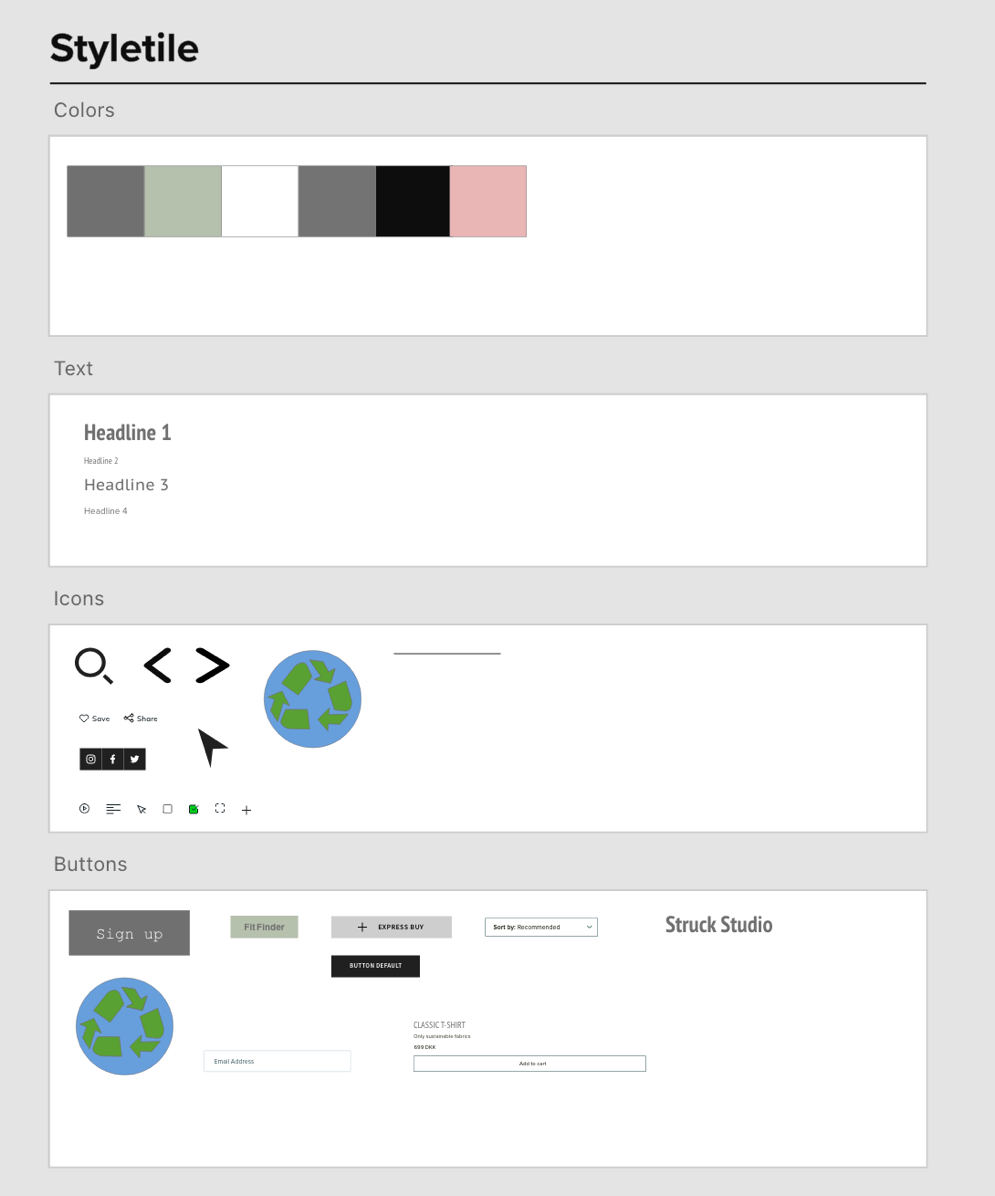 Styletile
Colors
Text
Headline 1
Headline 2
Headline 3
Headline 4
Icons
Save
Share
Buttons
Sign up
Fit Finder
EXPRESS BUY
Sort by: Recommended
Struck Studio
BUTTON DEFAULT
CLASSIC T-SHIRT
Only sustainable fabrics
699 DKK
Email Address
Add to cart